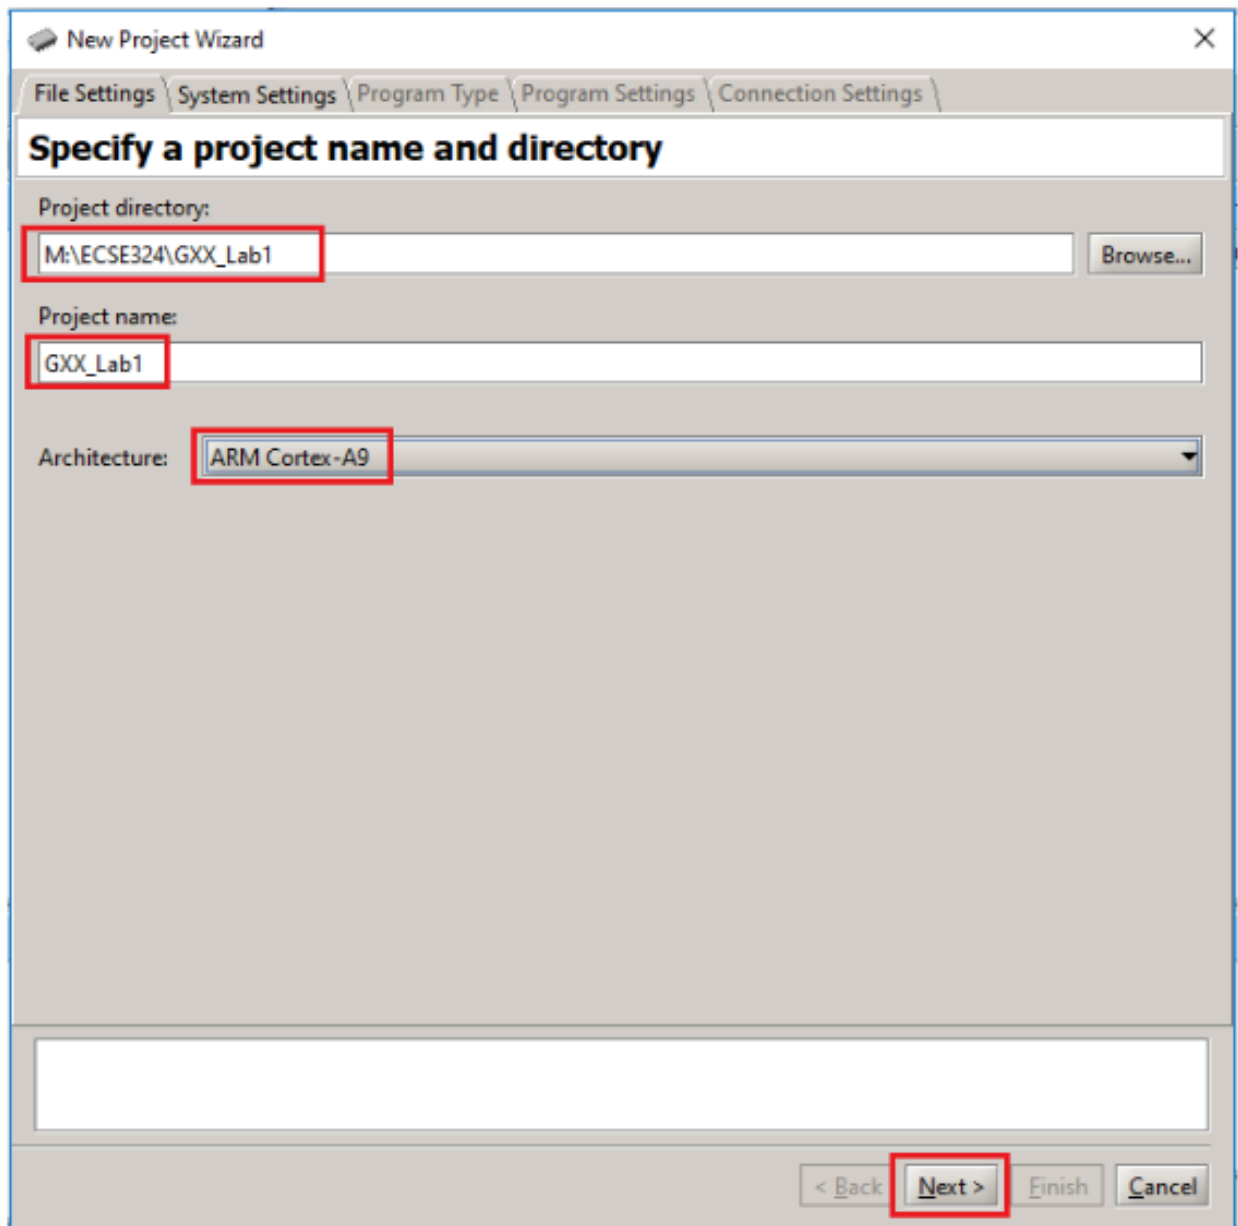 New Project Wizard
File Settings System Settings Program Type Program Settings Connection Settings
Specify a project name and directory
Project directory:
M:\ECSE324\GXX_Lab1 Browse...
Project name:
GXX_Lab1
Architecture: ARM Cortex-A9
< Back Next > Finish Cancel